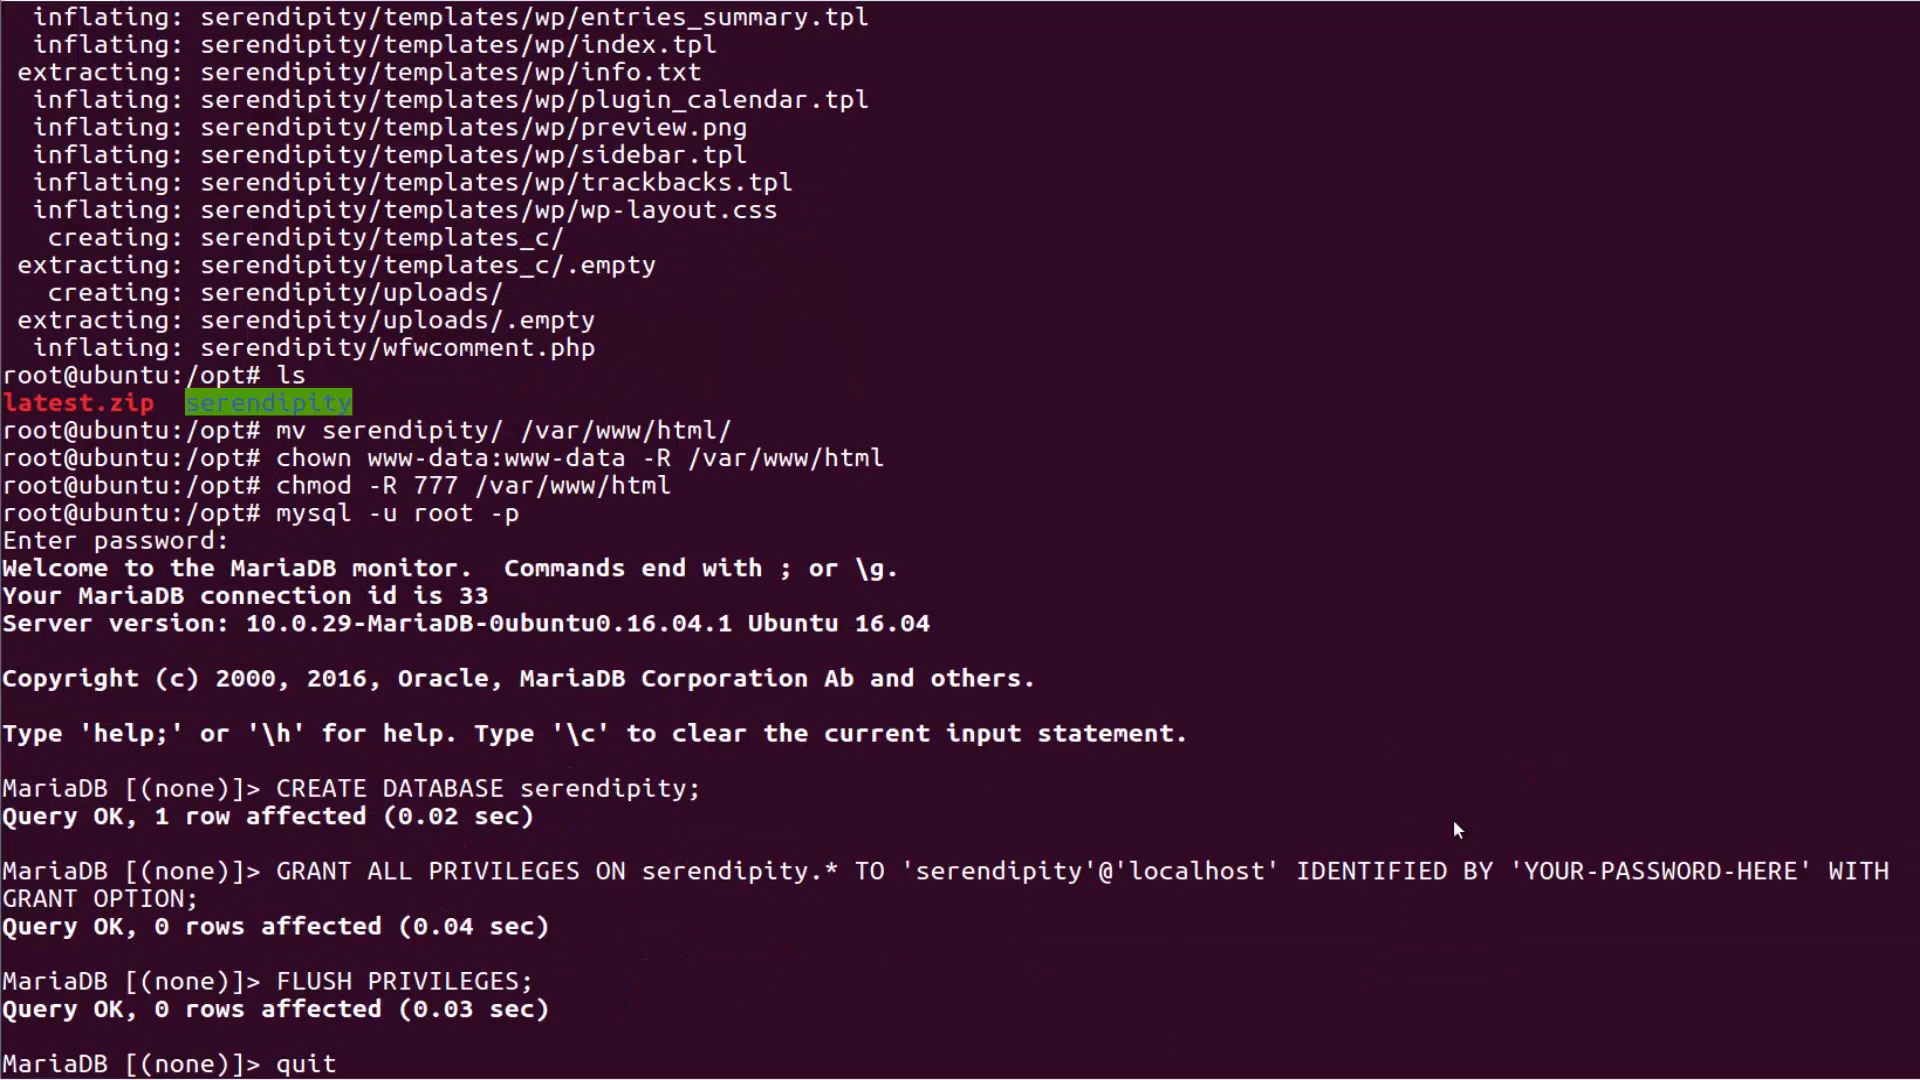 inflating: serendipity/templates/wp/entries_summary.tpl
inflating: serendipity/templates/wp/index.tpl
extracting: serendipity/templates/wp/info.txt
inflating: serendipity/templates/wp/plugin_calendar.tpl
inflating: serendipity/templates/wp/preview.png
inflating: serendipity/templates/wp/sidebar.tpl
inflating: serendipity/templates/wp/trackbacks.tpl
inflating: serendipity/templates/wp/wp-layout.css
creating: serendipity/templates_c/
extracting: serendipity/templates_c/.empty
creating: serendipity/uploads/
extracting: serendipity/uploads/.empty
inflating: serendipity/wfwcomment.php
root@ubuntu:/opt# ls
latest.zip  serendipity
root@ubuntu:/opt# mv serendipity/ /var/www/html/
root@ubuntu:/opt# chown www-data:www-data -R /var/www/html
root@ubuntu:/opt# chmod -R 777 /var/www/html
root@ubuntu:/opt# mysql -u root -p
Enter password:
Welcome to the MariaDB monitor.  Commands end with ; or \g.
Your MariaDB connection id is 33
Server version: 10.0.29-MariaDB-0ubuntu0.16.04.1 Ubuntu 16.04
Copyright (c) 2000, 2016, Oracle, MariaDB Corporation Ab and others.
Type 'help;' or '\h' for help. Type '\c' to clear the current input statement.
MariaDB [(none)]> CREATE DATABASE serendipity;
Query OK, 1 row affected (0.02 sec)
MariaDB [(none)]> GRANT ALL PRIVILEGES ON serendipity.* TO 'serendipity'@'localhost' IDENTIFIED BY 'YOUR-PASSWORD-HERE' WITH
GRANT OPTION;
Query OK, 0 rows affected (0.04 sec)
MariaDB [(none)]> FLUSH PRIVILEGES;
Query OK, 0 rows affected (0.03 sec)
MariaDB [(none)]> quit